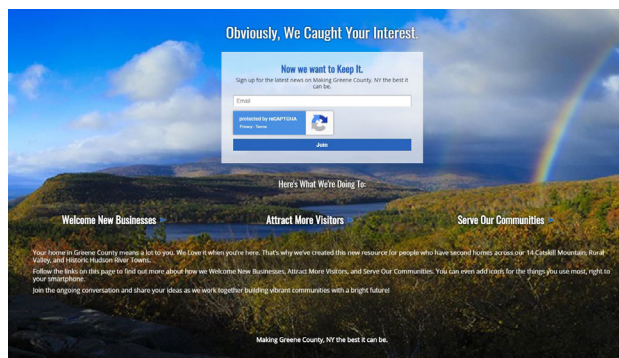 Obviously, We Caught Your Interest.
Now we want to Keep It.
Sign up for the latest news on Making Greene County, NY the best it
can be.
Email
protected by reCAPTCHA
Privacy - Terms
Join
Here's What We're Doing To:
Welcome New Businesses
Attract More Visitors
Serve Our Communities
Your home in Greene County means a lot to you. We Love it when you're here. That's why we've created this new resource for people who have second homes across our 14 Catskill Mountain, Rural
Valley, and Historic Hudson River Towns.
Follow the links on this page to find out more about how we Welcome New Businesses, Attract More Visitors, and Serve Our Communities. You can even add icons for the things you use most, right to
your smartphone.
Join the ongoing conversation and share your ideas as we work together building vibrant communities with a bright future!
Making Greene County, NY the best it can be.